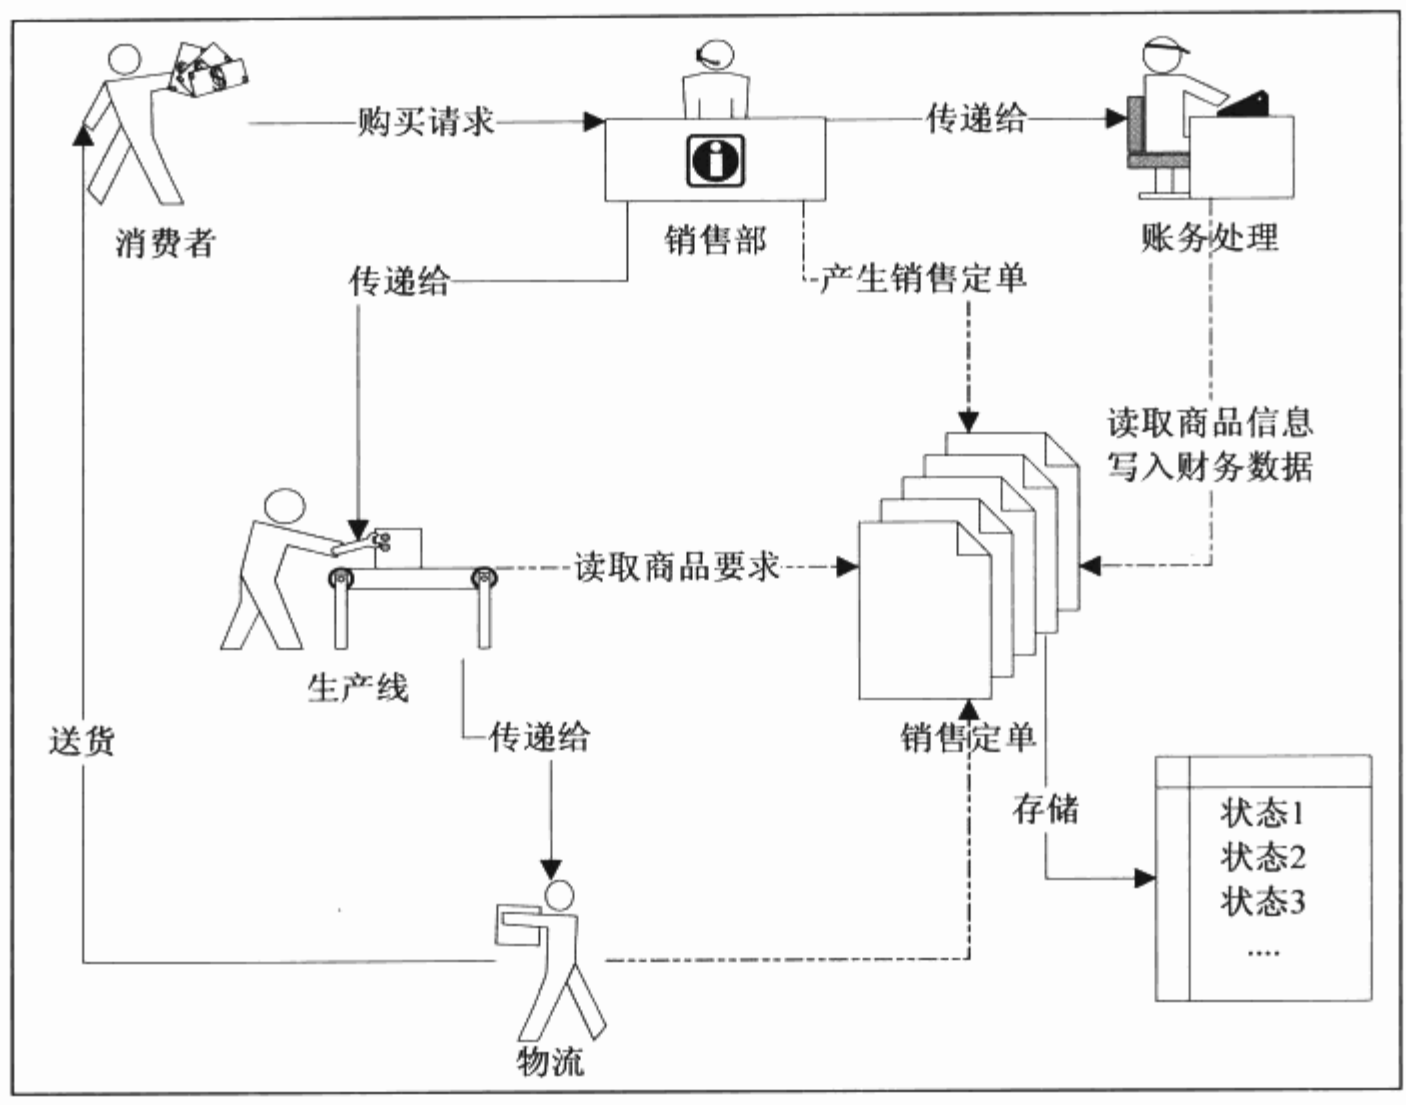 购买请求
传递给
消费者
销售部
账务处理
传递给
产生销售定单
读取商品信息
写入财务数据
读取商品要求
生产线
送货
传递给
销售定单
存储
状态1
状态2
状态3
....
物流